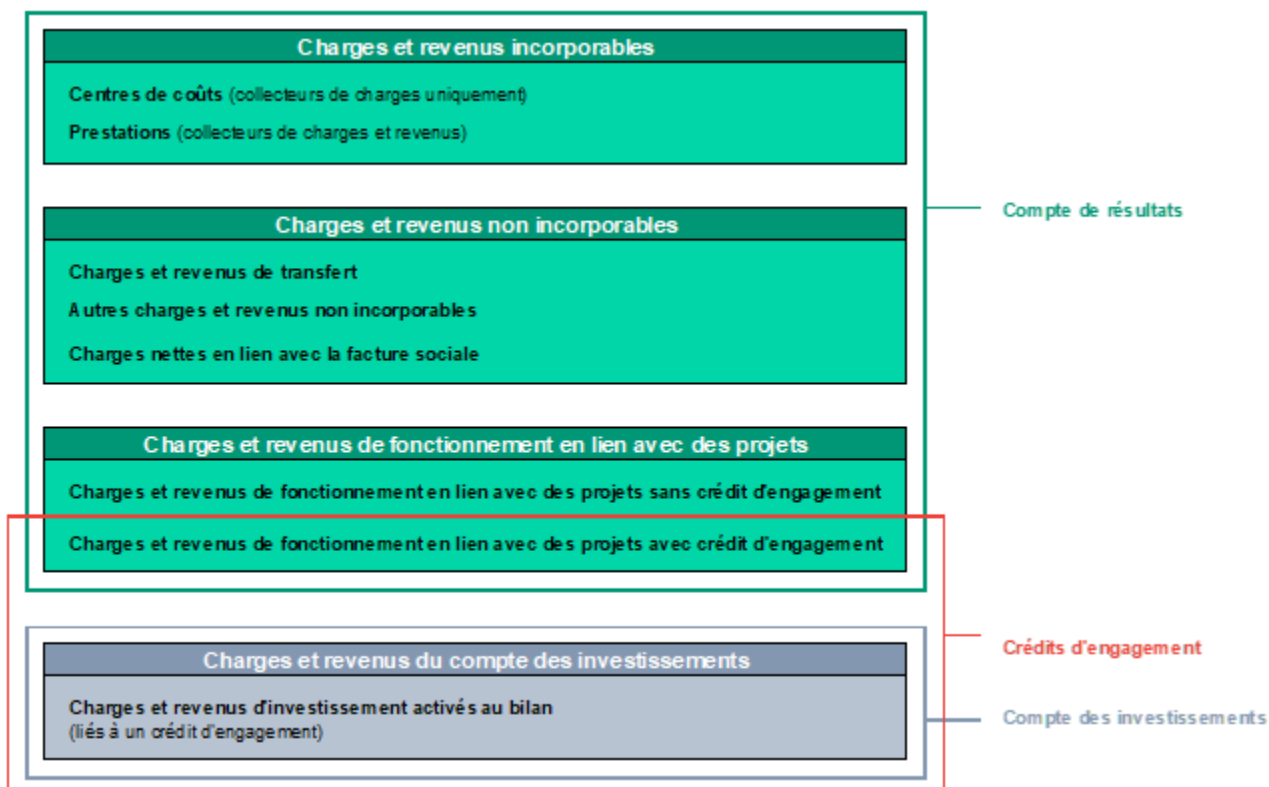 Charges et revenus incorporables
Centres de coûts (collecteurs de charges uniquement)
Prestations (collecteurs de charges et revenus)
Charges et revenus non incorporables
Compte de résultats
Charges et revenus de transfert
Autres charges et revenus non incorporables
Charges nettes en lien avec la facture sociale
Charges et revenus de fonctionnement en lien avec des projets
Charges et revenus de fonctionnement en lien avec des projets sans crédit d'engagement
Charges et revenus de fonctionnement en lien avec des projets avec crédit d'engagement
Crédits d'engagement
Charges et revenus du compte des investissements
Charges et revenus d'investissement activés au bilan
(liés à un crédit d'engagement)
Compte des investissements